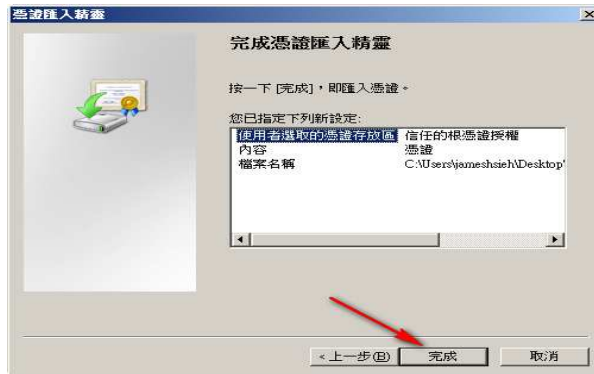 憑證匯入精靈
完成憑證匯入精靈
按一下 [完成]，即匯入憑證。
您已指定下列新設定:
使用者選取的憑證存放區 信任的根憑證授權
內容 憑證
檔案名稱 C:\Users\jameshsieh\Desktop\
<上一步(B) 完成 取消